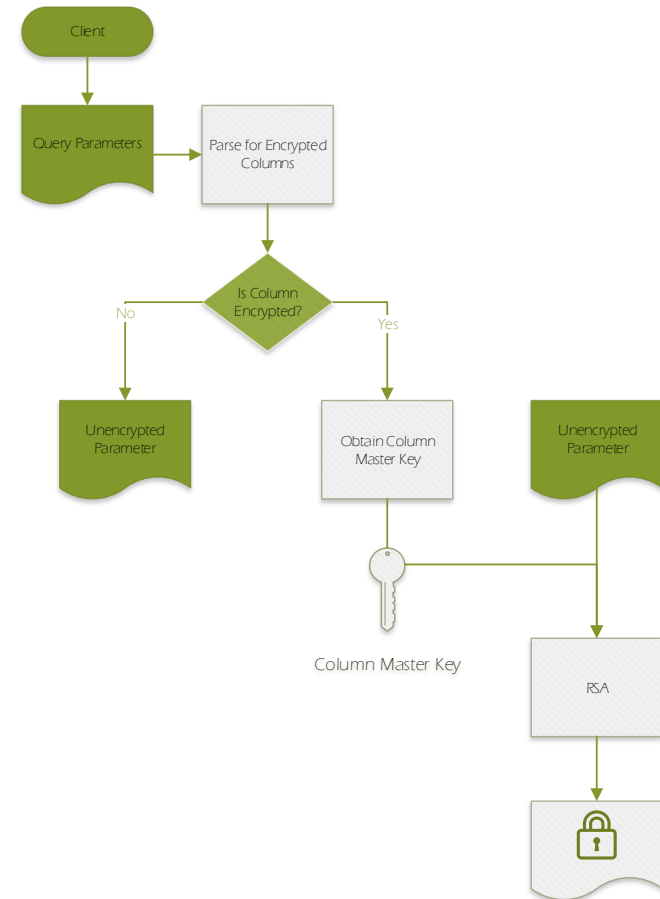 Client
Query Parameters
Parse for Encrypted
Columns
Is Column
Encrypted?
No
Yes
Unencrypted
Parameter
Obtain Column
Master Key
Unencrypted
Parameter
Column Master Key
RSA